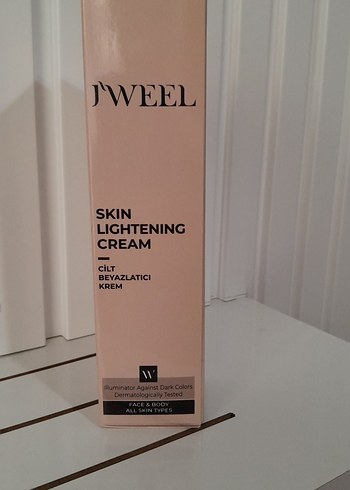 J'WEEL
SKIN
LIGHTENING
CREAM
CİLT
BEYAZLATICI
KREM
W
Illuminator Against Dark Colors
Dermatologically Tested
FACE & BODY
ALL SKIN TYPES